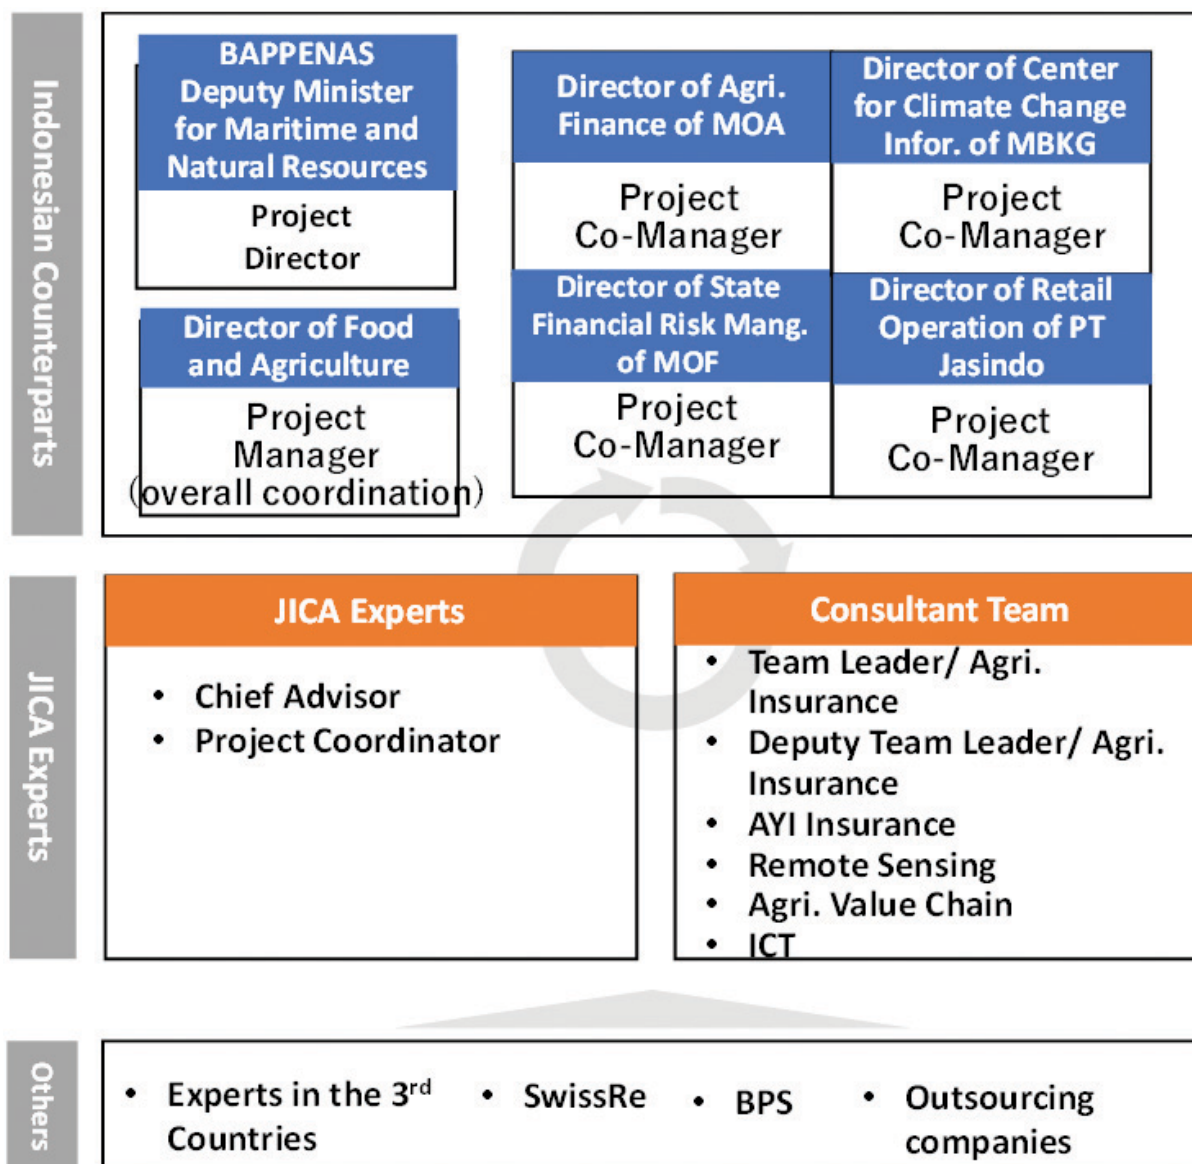 Indonesian Counterparts
BAPPENAS
Deputy Minister
for Maritime and
Natural Resources
Project
Director
Director of Food
and Agriculture
Project
Manager
(overall coordination)
Director of Agri.
Finance of MOA
Project
Co-Manager
Director of Center
for Climate Change
Infor. of MBKG
Project
Co-Manager
Director of State
Financial Risk Mang.
of MOF
Project
Co-Manager
Director of Retail
Operation of PT
Jasindo
Project
Co-Manager
JICA Experts
JICA Experts
• Chief Advisor
• Project Coordinator
Consultant Team
• Team Leader/ Agri.
Insurance
• Deputy Team Leader/ Agri.
Insurance
• AYI Insurance
• Remote Sensing
• Agri. Value Chain
• ICT
Others
• Experts in the 3rd
Countries
• SwissRe
• BPS
• Outsourcing
companies